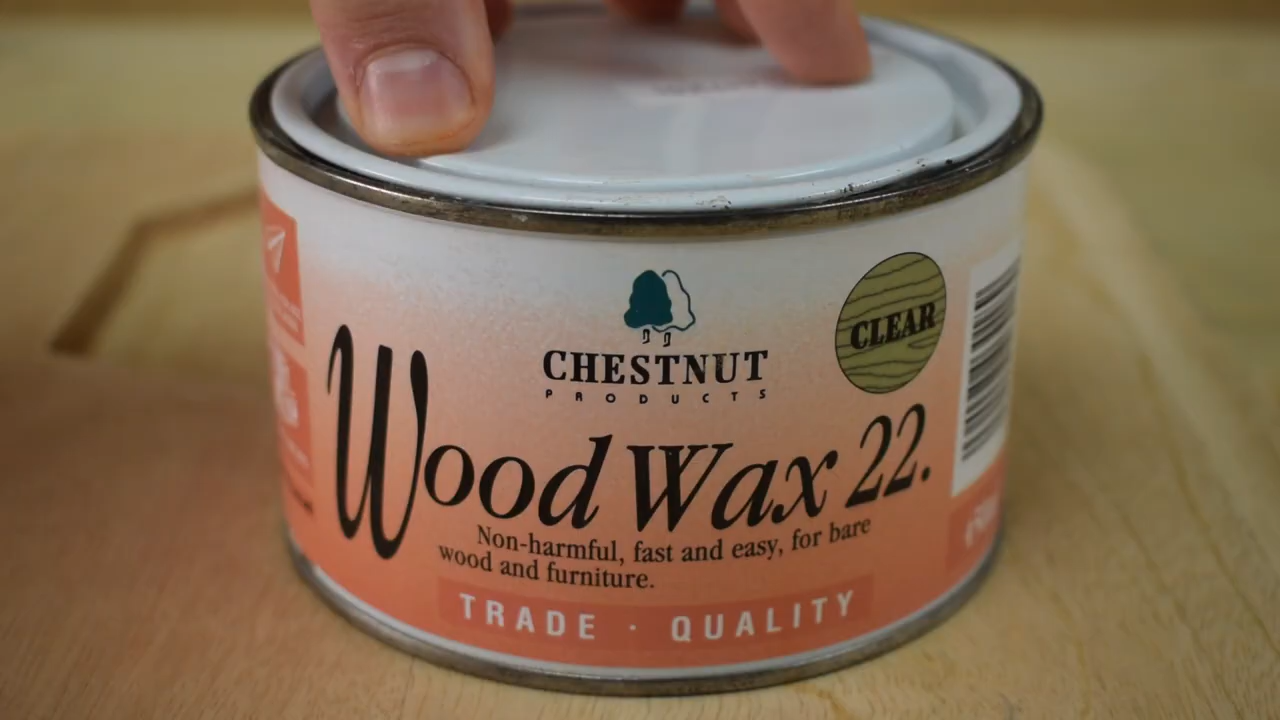 CHESTNUT
PRODUCTS
CLEAR
Wood Wax 22.
Non-harmful, fast and easy, for bare
wood and furniture.
TRADE · QUALITY